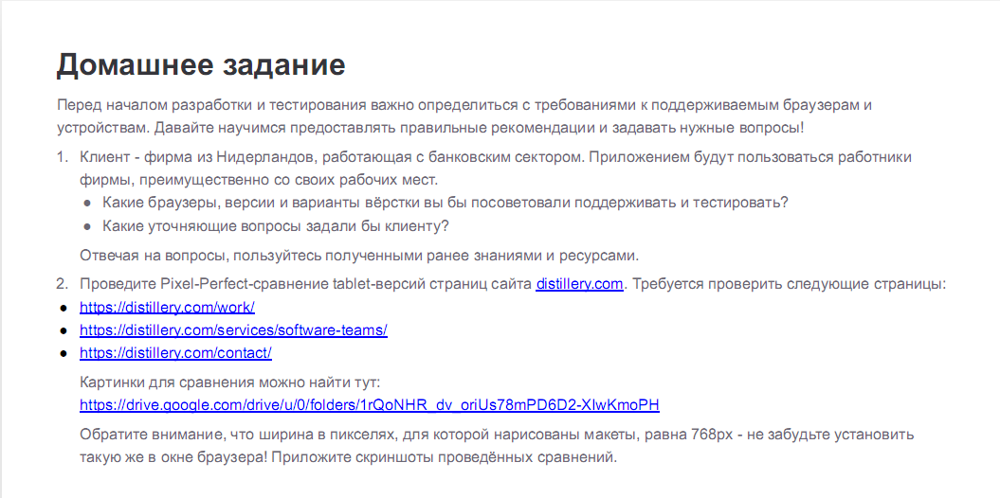 Домашнее задание
Перед началом разработки и тестирования важно определиться с требованиями к поддерживаемым браузерам и
устройствам. Давайте научимся предоставлять правильные рекомендации и задавать нужные вопросы!
1. Клиент - фирма из Нидерландов, работающая с банковским сектором. Приложением будут пользоваться работники
фирмы, преимущественно со своих рабочих мест.
● Какие браузеры, версии и варианты вёрстки вы бы посоветовали поддерживать и тестировать?
● Какие уточняющие вопросы задали бы клиенту?
Отвечая на вопросы, пользуйтесь полученными ранее знаниями и ресурсами.
2. Проведите Pixel-Perfect-сравнение tablet-версий страниц сайта distillery.com. Требуется проверить следующие страницы:
● https://distillery.com/work/
● https://distillery.com/services/software-teams/
● https://distillery.com/contact/
Картинки для сравнения можно найти тут:
https://drive.google.com/drive/u/0/folders/1rQoNHR_dv_oriUs78mPD6D2-XIwKmoPH
Обратите внимание, что ширина в пикселях, для которой нарисованы макеты, равна 768px - не забудьте установить
такую же в окне браузера! Приложите скриншоты проведённых сравнений.